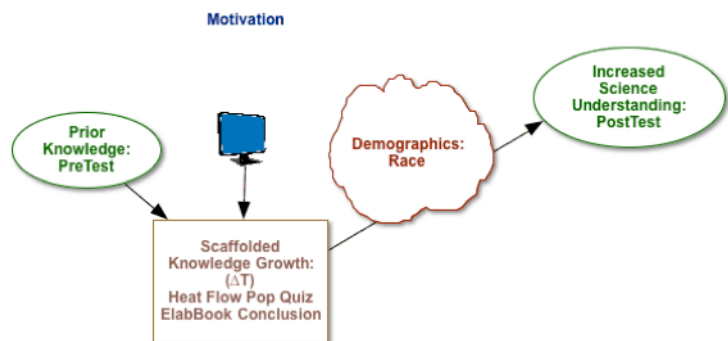 Motivation
Prior
Knowledge:
PreTest
Demographics:
Race
Increased
Science
Understanding:
PostTest
Scaffolded
Knowledge Growth:
(ΔT)
Heat Flow Pop Quiz
ElabBook Conclusion